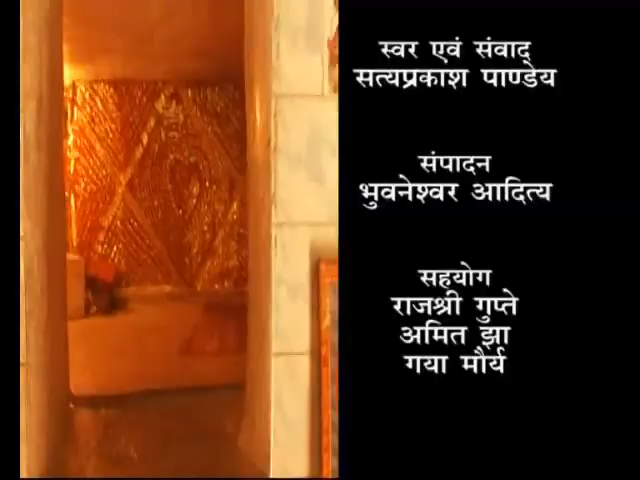 स्वर एवं संवाद
सत्यप्रकाश पाण्डेय
संपादन
भुवनेश्वर आदित्य
सहयोग
राजश्री गुप्ते
अमित झा
गया मौर्य